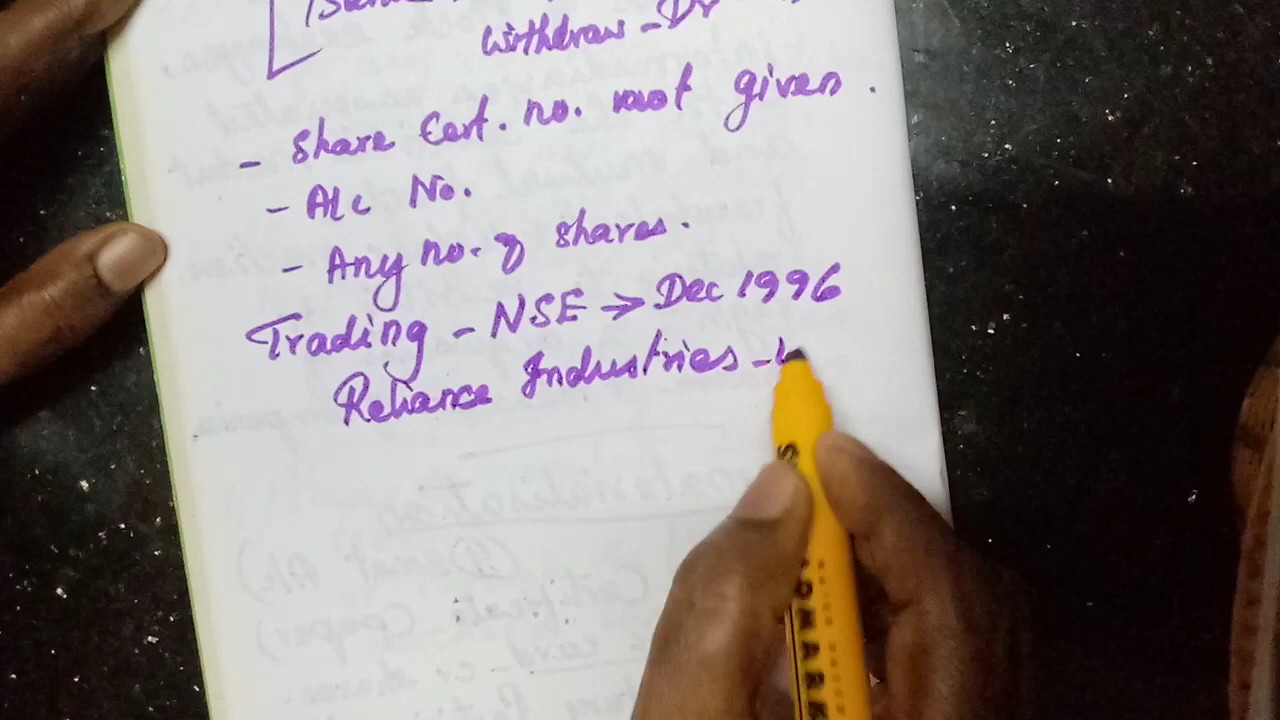 withdraw - Dr
- Share Cert. no. not given.
- A/c No.
- Any no. of shares.
Trading - NSE → Dec 1996
Reliance Industries -